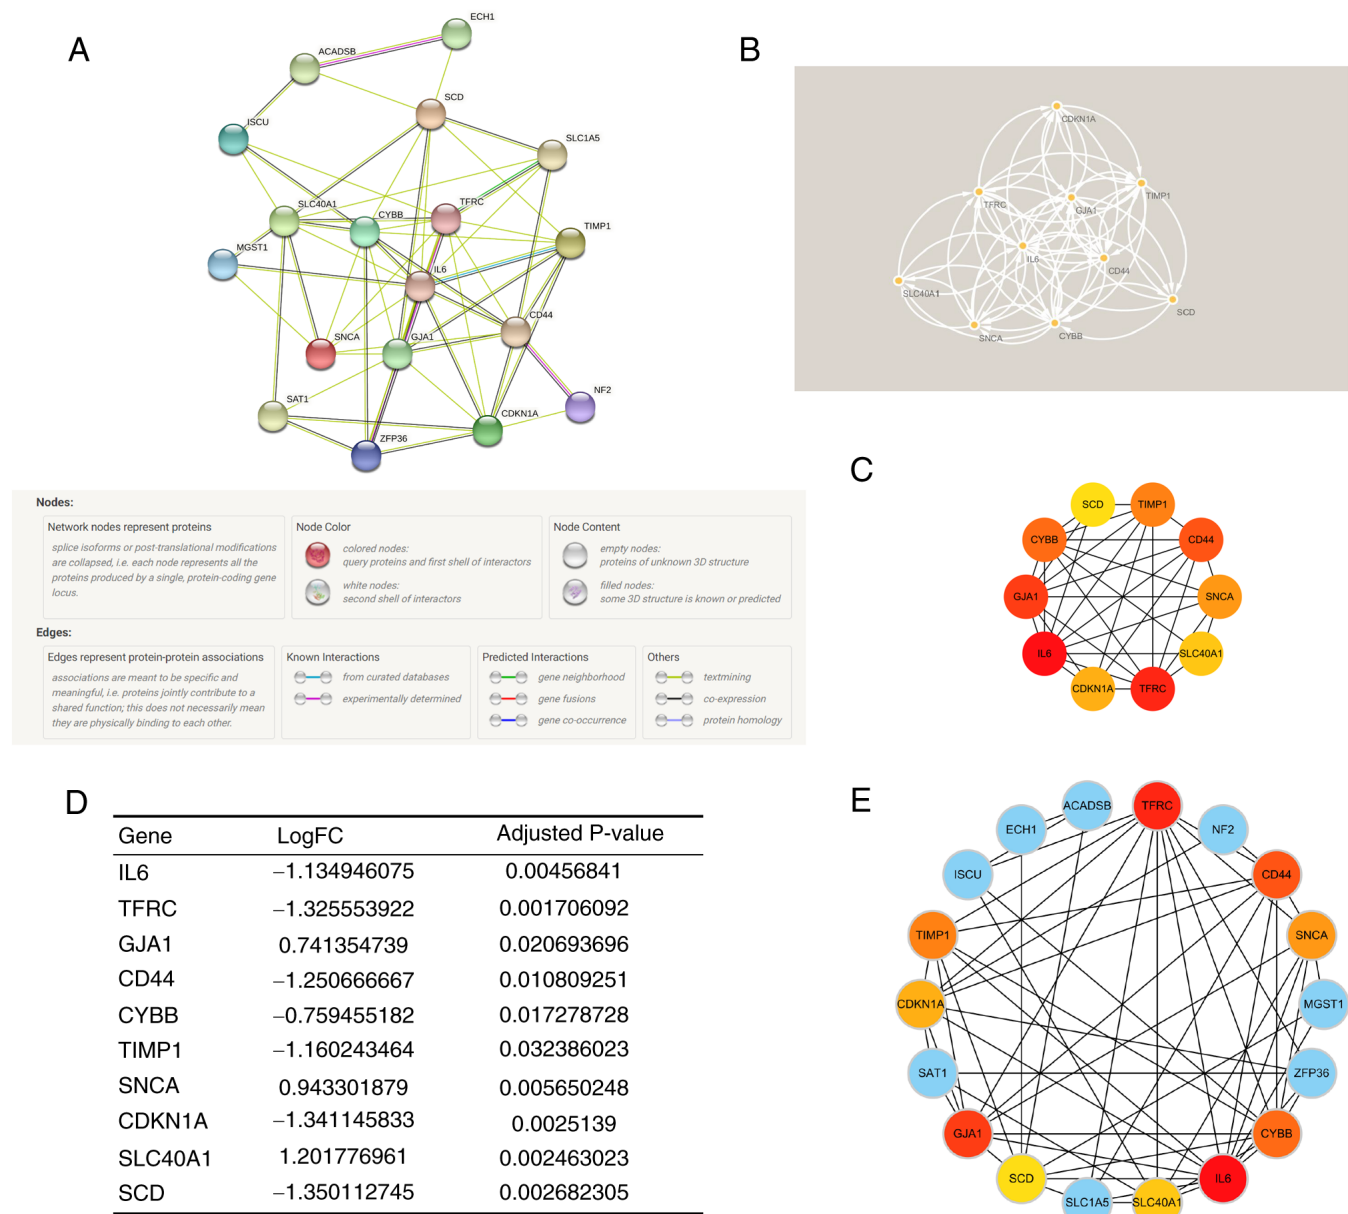 A
ECH1
ACADSB
SCD
ISCU
SLC1A5
SLC40A1
TFRC
CYBB
TIMP1
MGST1
IL6
CD44
SNCA
GJA1
NF2
SAT1
CDKN1A
ZFP36
Nodes:
Network nodes represent proteins
splice isoforms or post-translational modifications
are collapsed, i.e. each node represents all the
proteins produced by a single, protein-coding gene
locus.
Node Color
colored nodes:
query proteins and first shell of interactors
white nodes:
second shell of interactors
Node Content
empty nodes:
proteins of unknown 3D structure
filled nodes:
some 3D structure is known or predicted
Edges:
Edges represent protein-protein associations
associations are meant to be specific and
meaningful, i.e. proteins jointly contribute to a
shared function; this does not necessarily mean
they are physically binding to each other.
Known Interactions
from curated databases
experimentally determined
Predicted Interactions
gene neighborhood
gene fusions
gene co-occurrence
Others
textmining
co-expression
protein homology
B
CDKN1A
TIMP1
TFRC
GJA1
IL6
CD44
SLC40A1
SCD
SNCA
CYBB
C
SCD
TIMP1
CYBB
CD44
GJA1
SNCA
IL6
SLC40A1
CDKN1A
TFRC
D
Gene LogFC Adjusted P-value
IL6 −1.134946075 0.00456841
TFRC −1.325553922 0.001706092
GJA1 0.741354739 0.020693696
CD44 −1.250666667 0.010809251
CYBB −0.759455182 0.017278728
TIMP1 −1.160243464 0.032386023
SNCA 0.943301879 0.005650248
CDKN1A −1.341145833 0.0025139
SLC40A1 1.201776961 0.002463023
SCD −1.350112745 0.002682305
E
ACADSB
TFRC
ECH1
NF2
ISCU
CD44
TIMP1
SNCA
CDKN1A
MGST1
SAT1
ZFP36
GJA1
CYBB
SCD
IL6
SLC1A5
SLC40A1